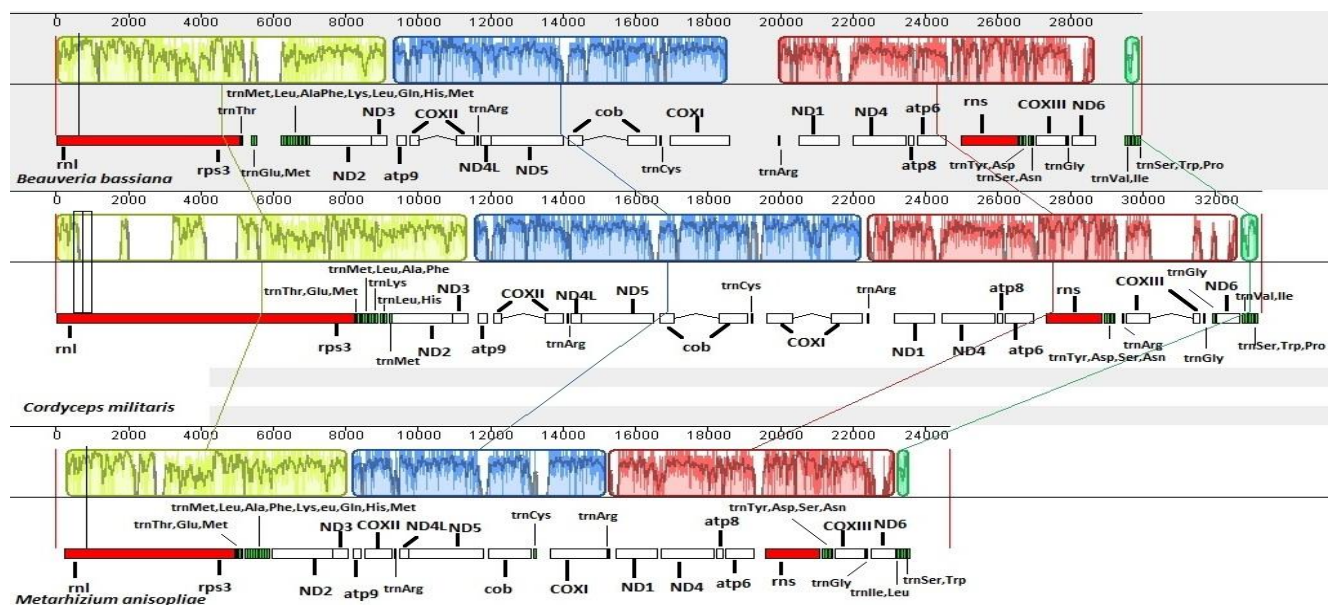 0 2000 4000 6000 8000 10000 12000 14000 16000 18000 20000 22000 24000 26000 28000
trnMet,Leu,AlaPhe,Lys,Leu,Gln,His,Met
trnThr ND3 COXII trnArg cob COXI ND1 ND4 atp6 rns COXIII ND6
rnl rps3 trnGlu,Met ND2 atp9 ND4L ND5 trnCys trnArg atp8 trnTyr,Asp trnSer,Asn trnGly trnVal,Ile trnSer,Trp,Pro
Beauveria bassiana
0 2000 4000 6000 8000 10000 12000 14000 16000 18000 20000 22000 24000 26000 28000 30000 32000
trnMet,Leu,Ala,Phe
trnLys
trnThr,Glu,Met trnLeu,His ND3 COXII ND4L ND5 trnCys trnArg atp8 rns COXIII trnGly ND6 trnVal,Ile
rnl rps3 trnMet ND2 atp9 trnArg cob COXI ND1 ND4 atp6 trnTyr,Asp,Ser,Asn trnArg trnGly trnSer,Trp,Pro
Cordyceps militaris
0 2000 4000 6000 8000 10000 12000 14000 16000 18000 20000 22000 24000
trnMet,Leu,Ala,Phe,Lys,eu,Gln,His,Met
trnThr,Glu,Met ND3 COXII ND4L ND5 trnCys trnArg atp8 trnTyr,Asp,Ser,Asn COXIII ND6
rnl rps3 ND2 atp9 trnArg cob COXI ND1 ND4 atp6 rns trnGly trnIle,Leu trnSer,Trp
Metarhizium anisopliae